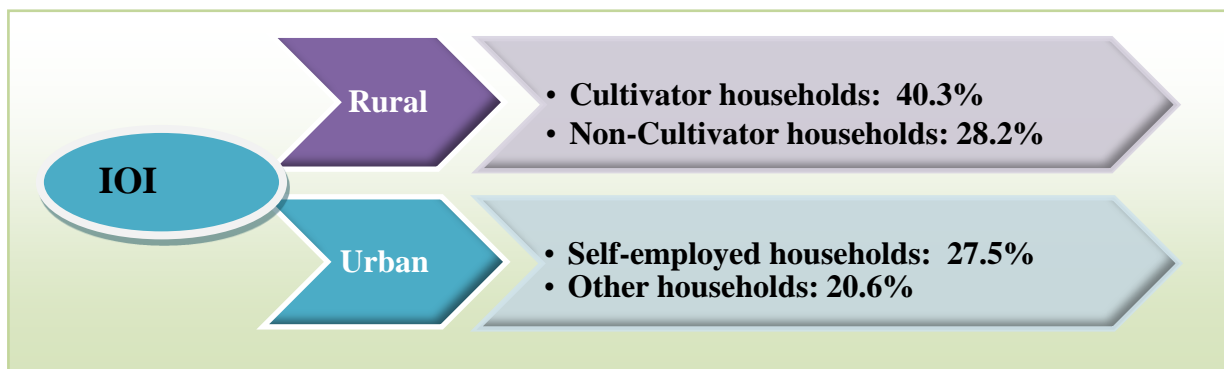 IOI
Rural
• Cultivator households: 40.3%
• Non-Cultivator households: 28.2%
Urban
• Self-employed households: 27.5%
• Other households: 20.6%